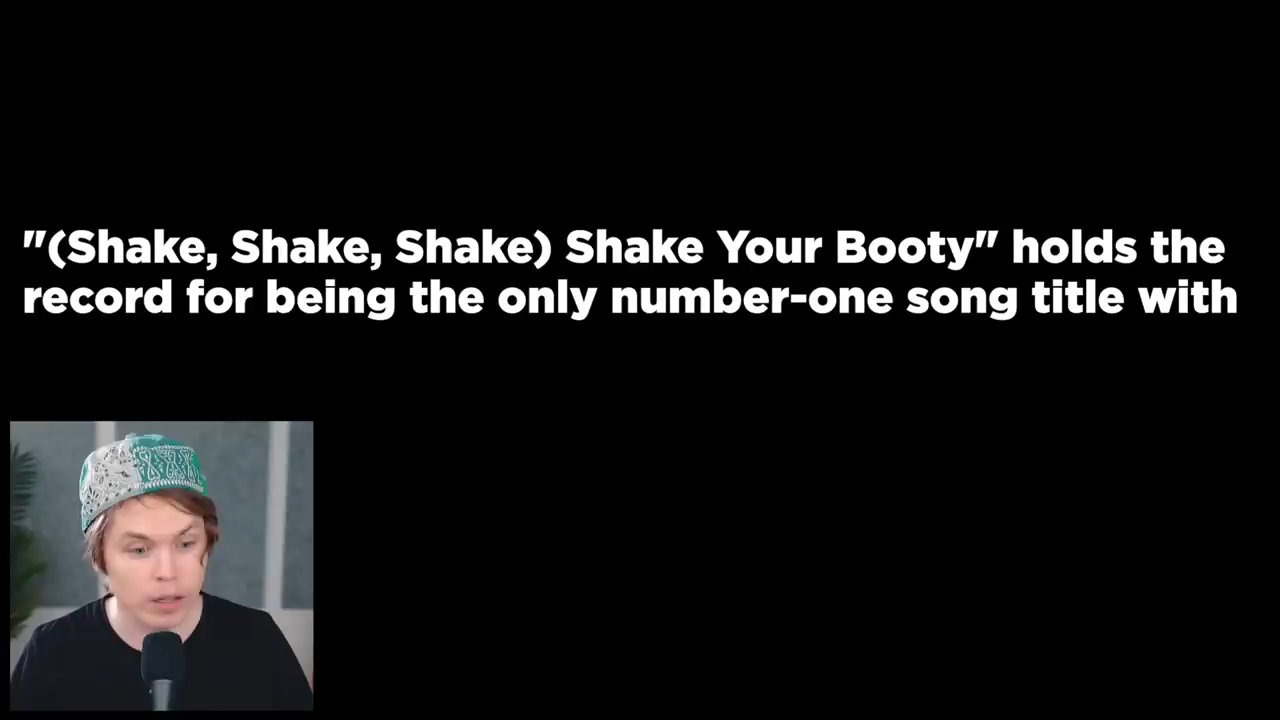 "(Shake, Shake, Shake) Shake Your Booty" holds the
record for being the only number-one song title with